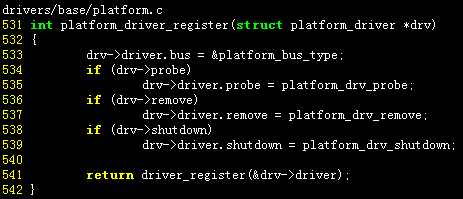 drivers/base/platform.c
531 int platform_driver_register(struct platform_driver *drv)
532 {
533         drv->driver.bus = &platform_bus_type;
534         if (drv->probe)
535                 drv->driver.probe = platform_drv_probe;
536         if (drv->remove)
537                 drv->driver.remove = platform_drv_remove;
538         if (drv->shutdown)
539                 drv->driver.shutdown = platform_drv_shutdown;
540
541         return driver_register(&drv->driver);
542 }